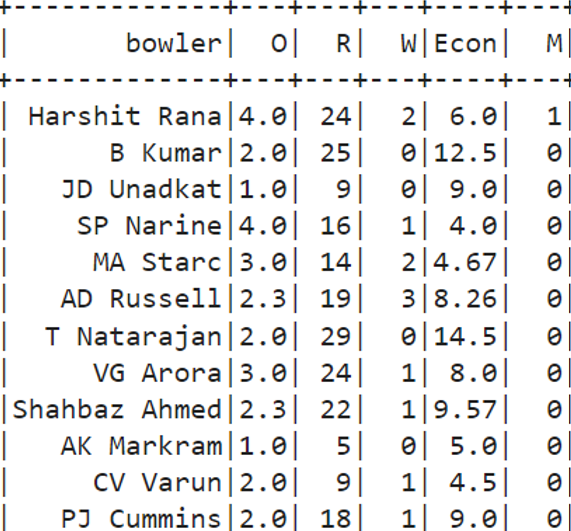 +-------------+---+---+---+----+---+
|       bowler|  O|  R|  W|Econ|  M|
+-------------+---+---+---+----+---+
| Harshit Rana|4.0| 24|  2| 6.0|  1|
|      B Kumar|2.0| 25|  0|12.5|  0|
|   JD Unadkat|1.0|  9|  0| 9.0|  0|
|    SP Narine|4.0| 16|  1| 4.0|  0|
|     MA Starc|3.0| 14|  2|4.67|  0|
|   AD Russell|2.3| 19|  3|8.26|  0|
|  T Natarajan|2.0| 29|  0|14.5|  0|
|     VG Arora|3.0| 24|  1| 8.0|  0|
|Shahbaz Ahmed|2.3| 22|  1|9.57|  0|
|   AK Markram|1.0|  5|  0| 5.0|  0|
|     CV Varun|2.0|  9|  1| 4.5|  0|
|   PJ Cummins|2.0| 18|  1| 9.0|  0|